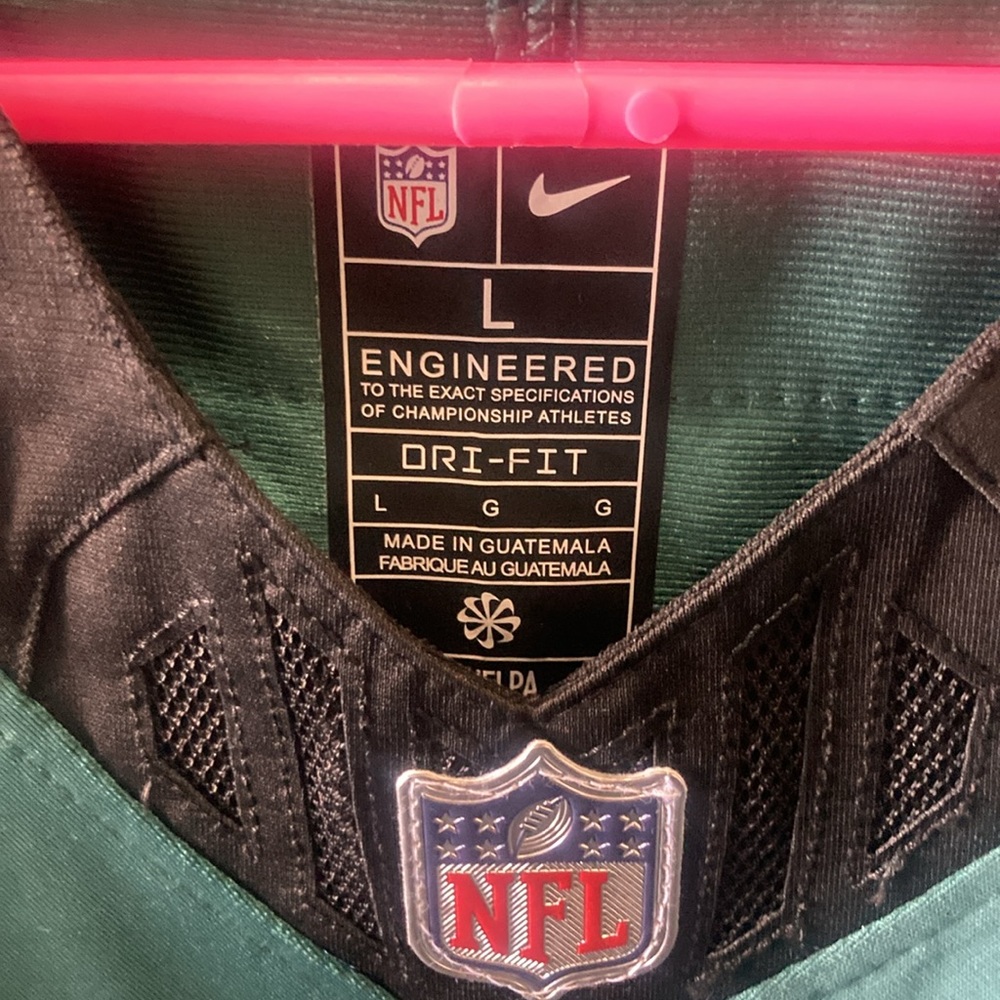 NFL
L
ENGINEERED
TO THE EXACT SPECIFICATIONS
OF CHAMPIONSHIP ATHLETES
DRI-FIT
L G G
MADE IN GUATEMALA
FABRIQUE AU GUATEMALA
NFL